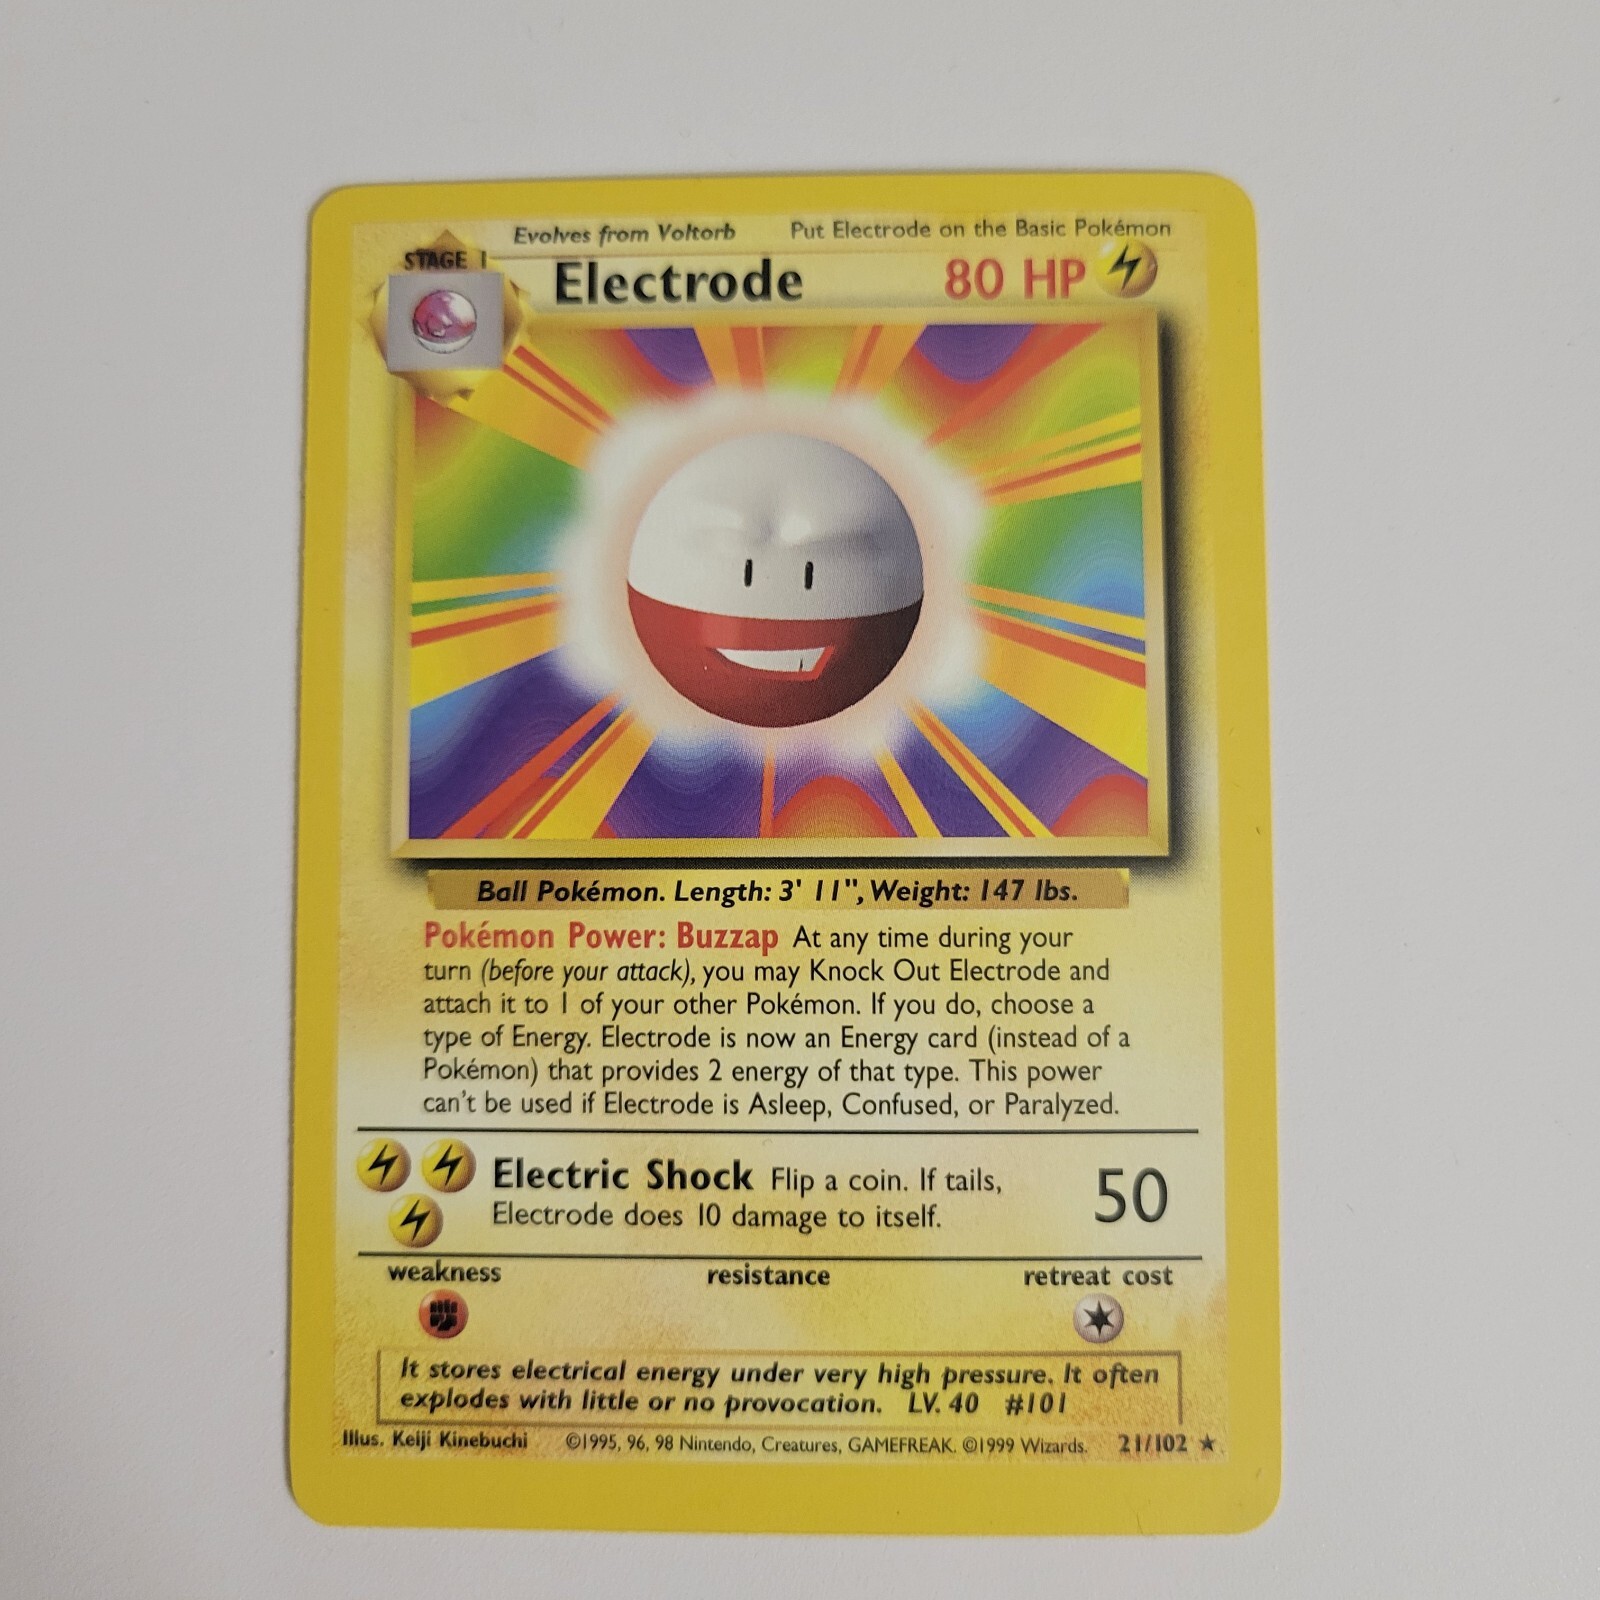 Evolves from Voltorb Put Electrode on the Basic Pokémon
STAGE 1
Electrode 80 HP
Ball Pokémon. Length: 3' 11", Weight: 147 lbs.
Pokémon Power: Buzzap At any time during your
turn (before your attack), you may Knock Out Electrode and
attach it to 1 of your other Pokémon. If you do, choose a
type of Energy. Electrode is now an Energy card (instead of a
Pokémon) that provides 2 energy of that type. This power
can't be used if Electrode is Asleep, Confused, or Paralyzed.
Electric Shock Flip a coin. If tails,
Electrode does 10 damage to itself.
50
weakness resistance retreat cost
It stores electrical energy under very high pressure. It often
explodes with little or no provocation. LV. 40 #101
Illus. Keiji Kinebuchi ©1995, 96, 98 Nintendo, Creatures, GAMEFREAK. ©1999 Wizards. 21/102 ★